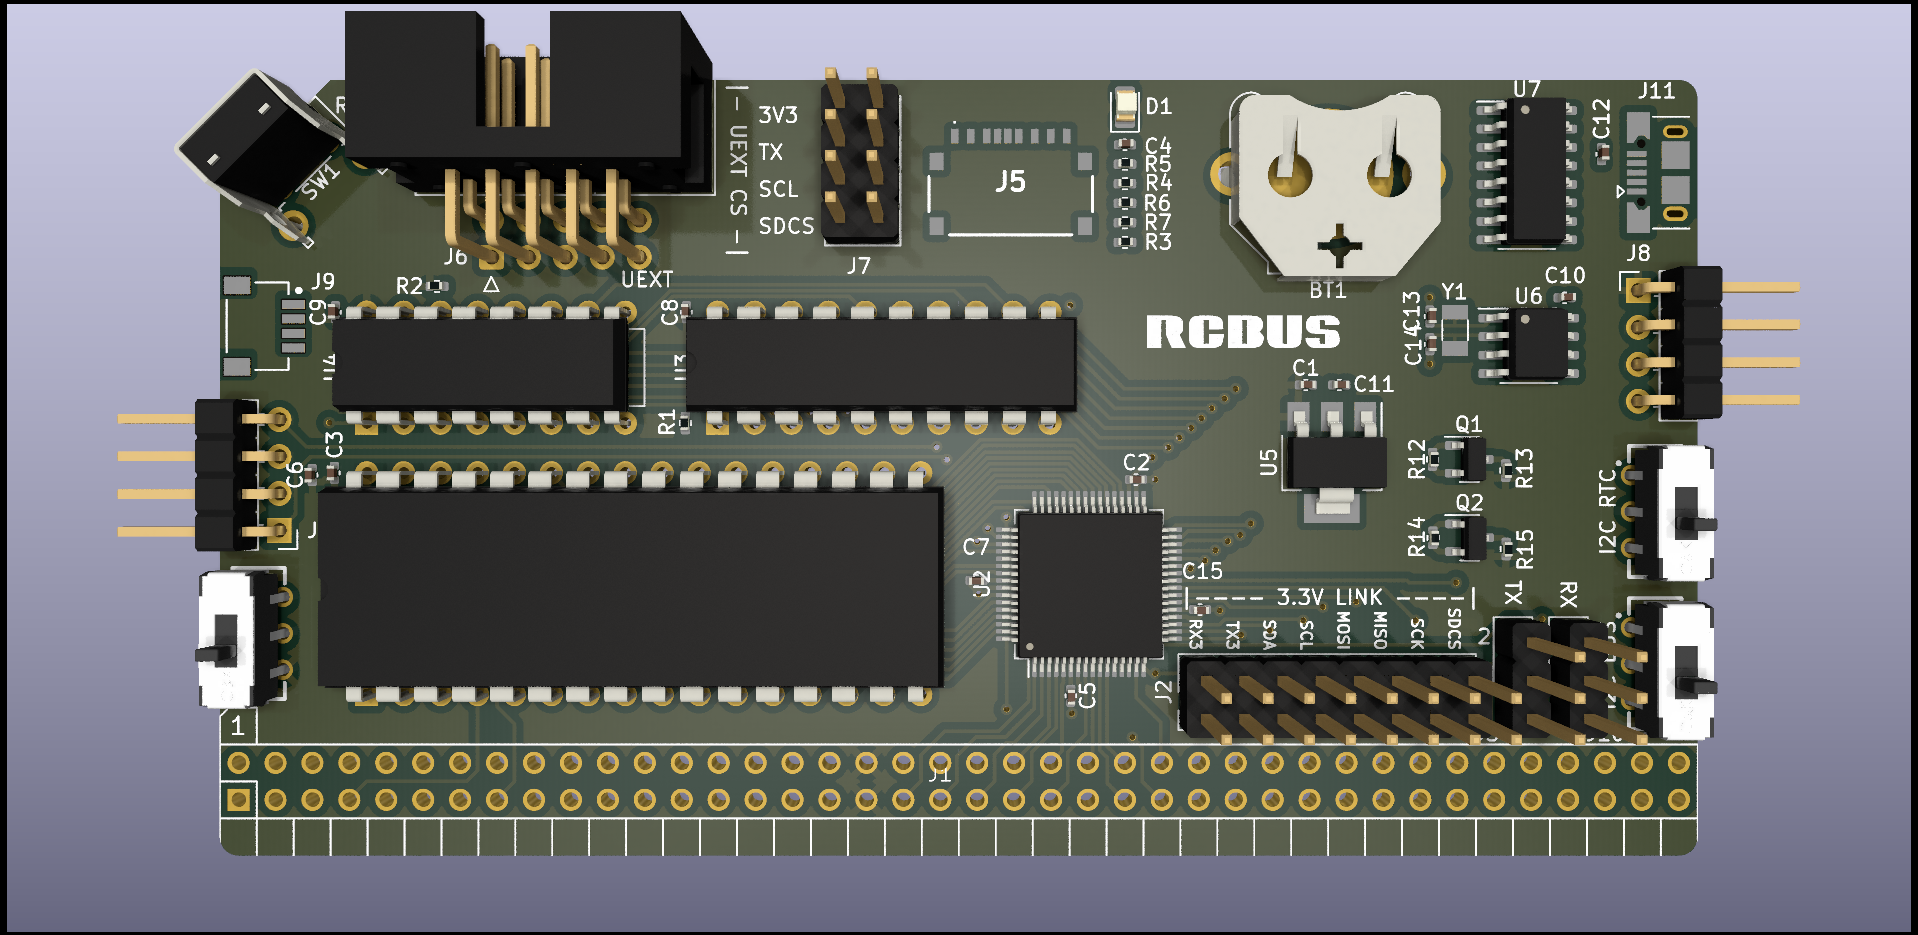 U7
J11
D1
3V3
C12
C4
TX
R5
UEXT CS
R4
J5
SW1
SCL
R6
R7
SDCS
R3
J8
J6
J7
UEXT
J9
R2
BT1
C10
Y1
U6
C9
C8
C13
RCBUS
C14
U4
U3
C1
C11
R1
Q1
C3
C6
C2
U5
R12
R13
I2C RTC
Q2
J
R14
R15
C7
U2
C15
TX
RX
3.3V LINK
RX3
TX3
SDA
SCL
MOSI
MISO
SCK
SDCS
2
J2
C5
1
J1